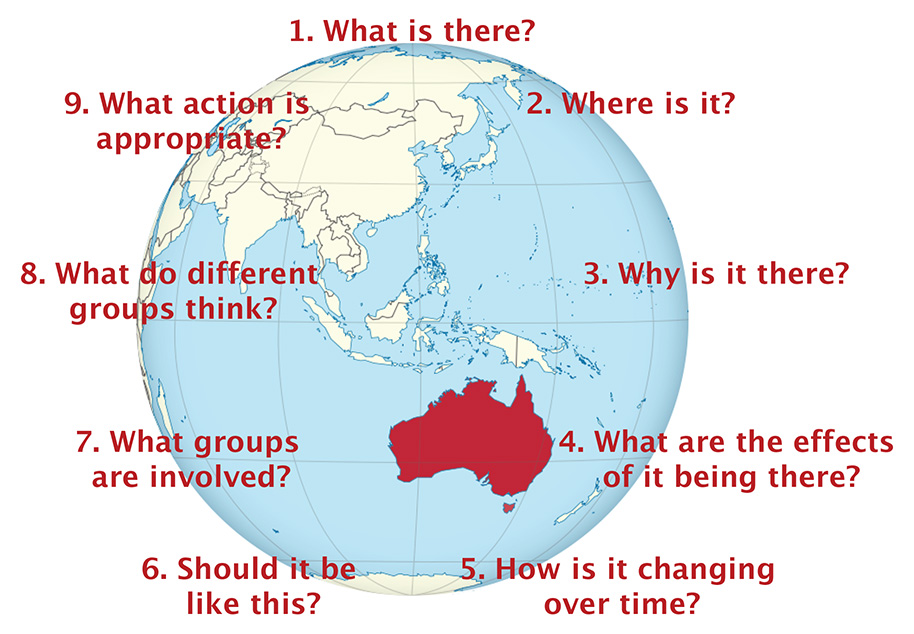 1. What is there?
2. Where is it?
3. Why is it there?
4. What are the effects
of it being there?
5. How is it changing
over time?
6. Should it be
like this?
7. What groups
are involved?
8. What do different
groups think?
9. What action is
appropriate?